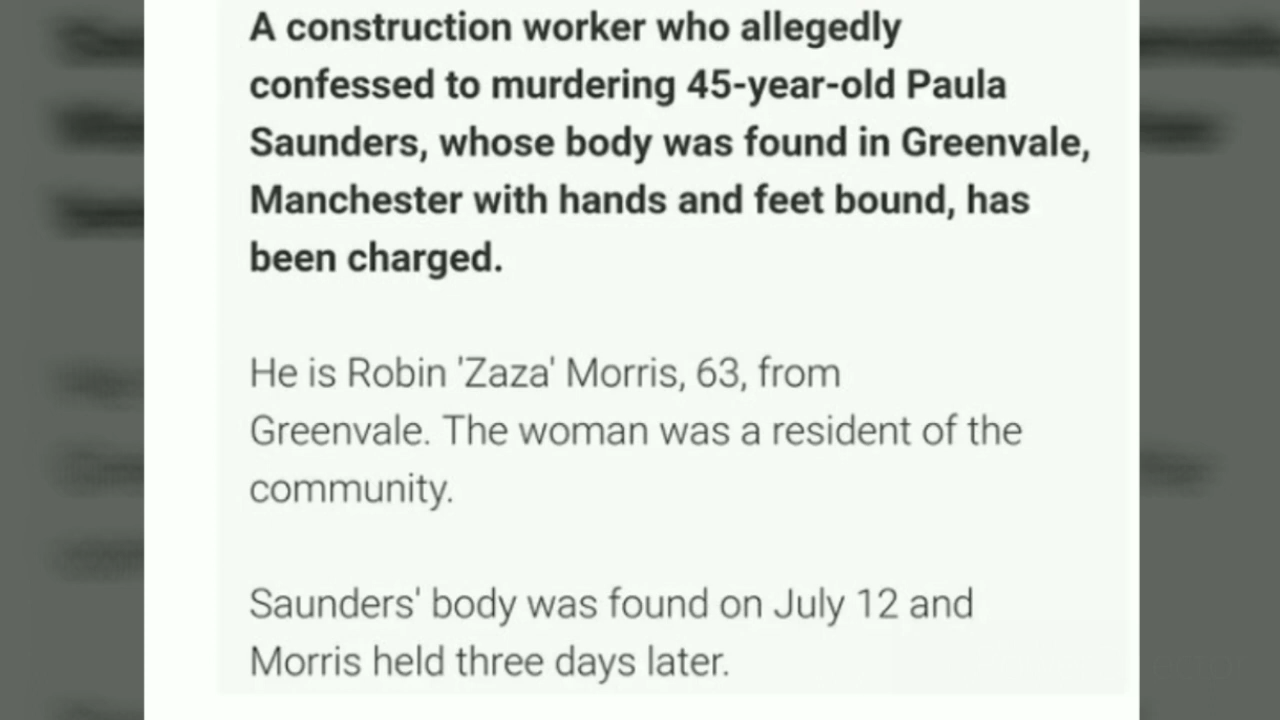 A construction worker who allegedly
confessed to murdering 45-year-old Paula
Saunders, whose body was found in Greenvale,
Manchester with hands and feet bound, has
been charged.
He is Robin 'Zaza' Morris, 63, from
Greenvale. The woman was a resident of the
community.
Saunders' body was found on July 12 and
Morris held three days later.